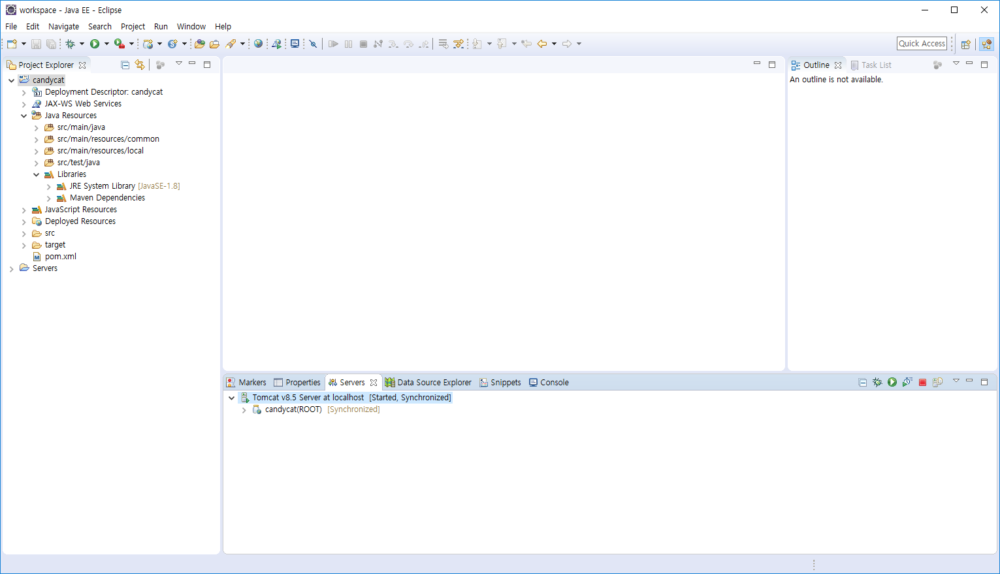 workspace - Java EE - Eclipse
File Edit Navigate Search Project Run Window Help
Quick Access
Project Explorer
candycat
Deployment Descriptor: candycat
JAX-WS Web Services
Java Resources
src/main/java
src/main/resources/common
src/main/resources/local
src/test/java
Libraries
JRE System Library [JavaSE-1.8]
Maven Dependencies
JavaScript Resources
Deployed Resources
src
target
pom.xml
Servers
Outline Task List
An outline is not available.
Markers Properties Servers Data Source Explorer Snippets Console
Tomcat v8.5 Server at localhost [Started, Synchronized]
candycat(ROOT) [Synchronized]